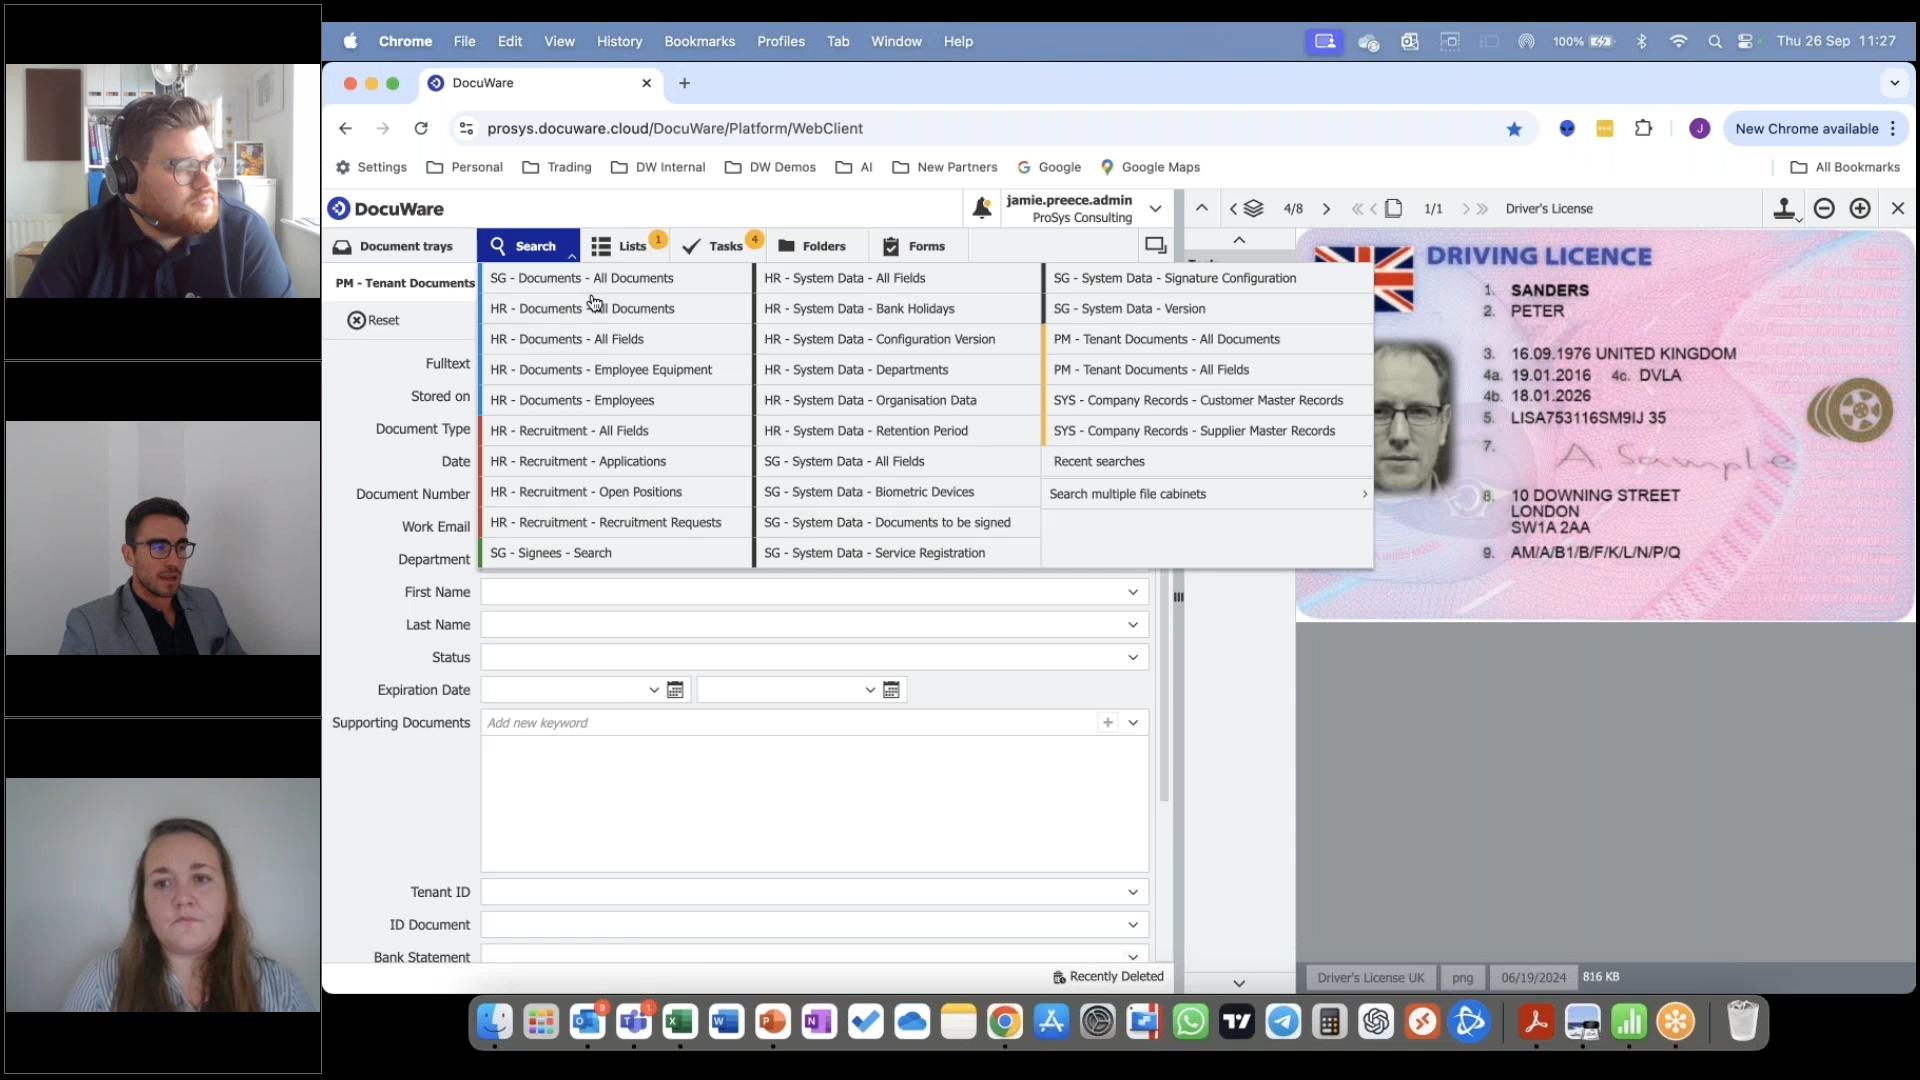 Chrome File Edit View History Bookmarks Profiles Tab Window Help
100% Thu 26 Sep 11:27
DocuWare
prosys.docuware.cloud/DocuWare/Platform/WebClient
J
New Chrome available
Settings Personal Trading DW Internal DW Demos AI New Partners Google Google Maps
All Bookmarks
DocuWare
jamie.preece.admin
ProSys Consulting
4/8
1/1
Driver's License
Document trays Search Lists 1 Tasks 4 Folders Forms
PM - Tenant Documents
Reset
SG - Documents - All Documents
HR - Documents - All Documents
HR - Documents - All Fields
HR - Documents - Employee Equipment
HR - Documents - Employees
HR - Recruitment - All Fields
HR - Recruitment - Applications
HR - Recruitment - Open Positions
HR - Recruitment - Recruitment Requests
SG - Signees - Search
HR - System Data - All Fields
HR - System Data - Bank Holidays
HR - System Data - Configuration Version
HR - System Data - Departments
HR - System Data - Organisation Data
HR - System Data - Retention Period
SG - System Data - All Fields
SG - System Data - Biometric Devices
SG - System Data - Documents to be signed
SG - System Data - Service Registration
SG - System Data - Signature Configuration
SG - System Data - Version
PM - Tenant Documents - All Documents
PM - Tenant Documents - All Fields
SYS - Company Records - Customer Master Records
SYS - Company Records - Supplier Master Records
Recent searches
Search multiple file cabinets
Fulltext
Stored on
Document Type
Date
Document Number
Work Email
Department
First Name
Last Name
Status
Expiration Date
Supporting Documents Add new keyword
Tenant ID
ID Document
Bank Statement
Recently Deleted
DRIVING LICENCE
1. SANDERS
2. PETER
3. 16.09.1976 UNITED KINGDOM
4a. 19.01.2016 4c. DVLA
4b. 18.01.2026
5. LISA753116SM9IJ 35
7. A. Sample
8. 10 DOWNING STREET
LONDON
SW1A 2AA
9. AM/A/B1/B/F/K/L/N/P/Q
Driver's License UK png 06/19/2024 816 KB